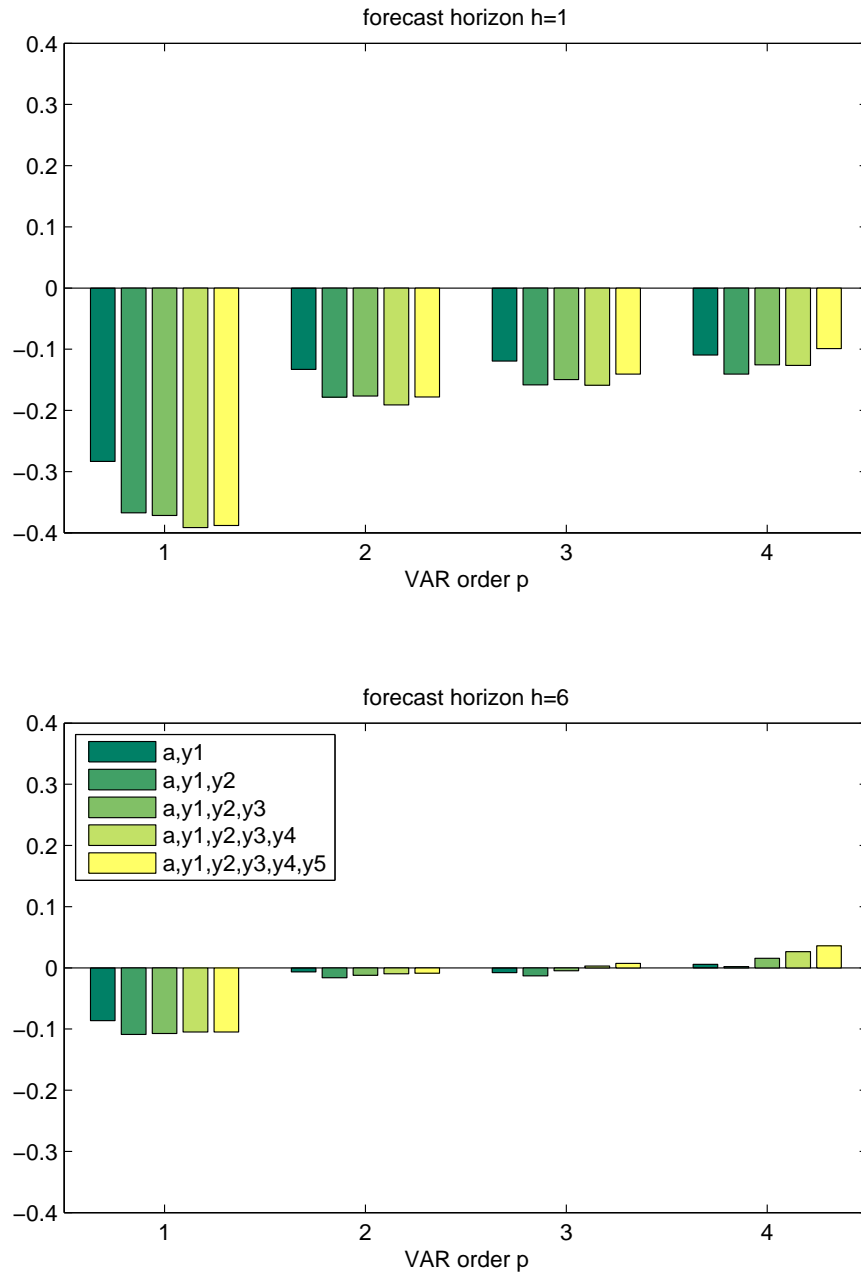 forecast horizon h=1
0.4
0.3
0.2
0.1
0
−0.1
−0.2
−0.3
−0.4
1 2 3 4
VAR order p
forecast horizon h=6
0.4
0.3
0.2
0.1
0
−0.1
−0.2
−0.3
−0.4
a,y1
a,y1,y2
a,y1,y2,y3
a,y1,y2,y3,y4
a,y1,y2,y3,y4,y5
1 2 3 4
VAR order p